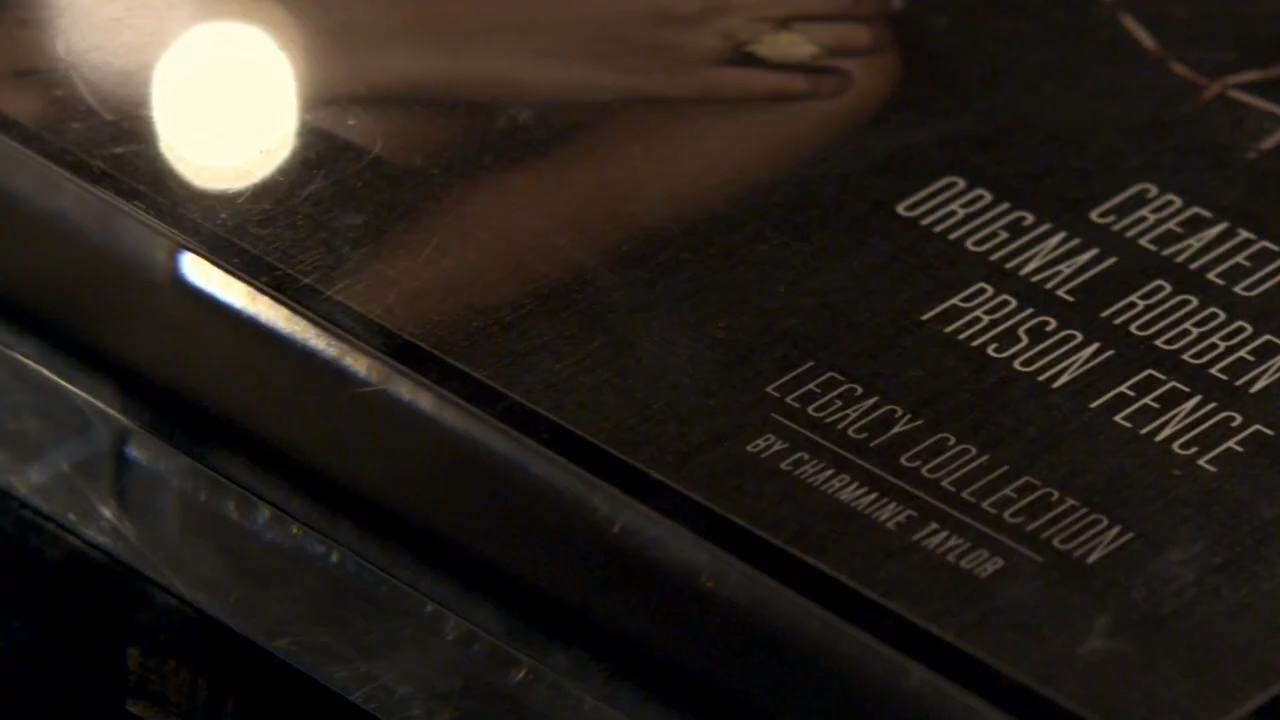 CREATED
ORIGINAL ROBBEN
PRISON FENCE
LEGACY COLLECTION
BY CHARMAINE TAYLOR